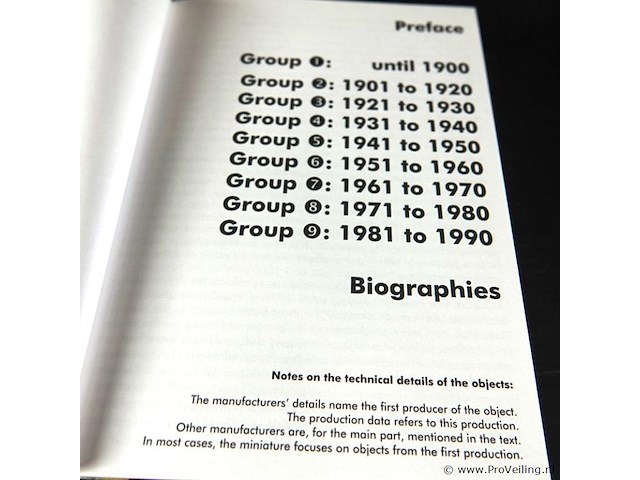 Preface
Group ❶: until 1900
Group ❷: 1901 to 1920
Group ❸: 1921 to 1930
Group ❹: 1931 to 1940
Group ❺: 1941 to 1950
Group ❻: 1951 to 1960
Group ❼: 1961 to 1970
Group ❽: 1971 to 1980
Group ❾: 1981 to 1990
Biographies
Notes on the technical details of the objects:
The manufacturers' details name the first producer of the object.
The production data refers to this production.
Other manufacturers are, for the main part, mentioned in the text.
In most cases, the miniature focuses on objects from the first production.
© www.ProVeiling.nl